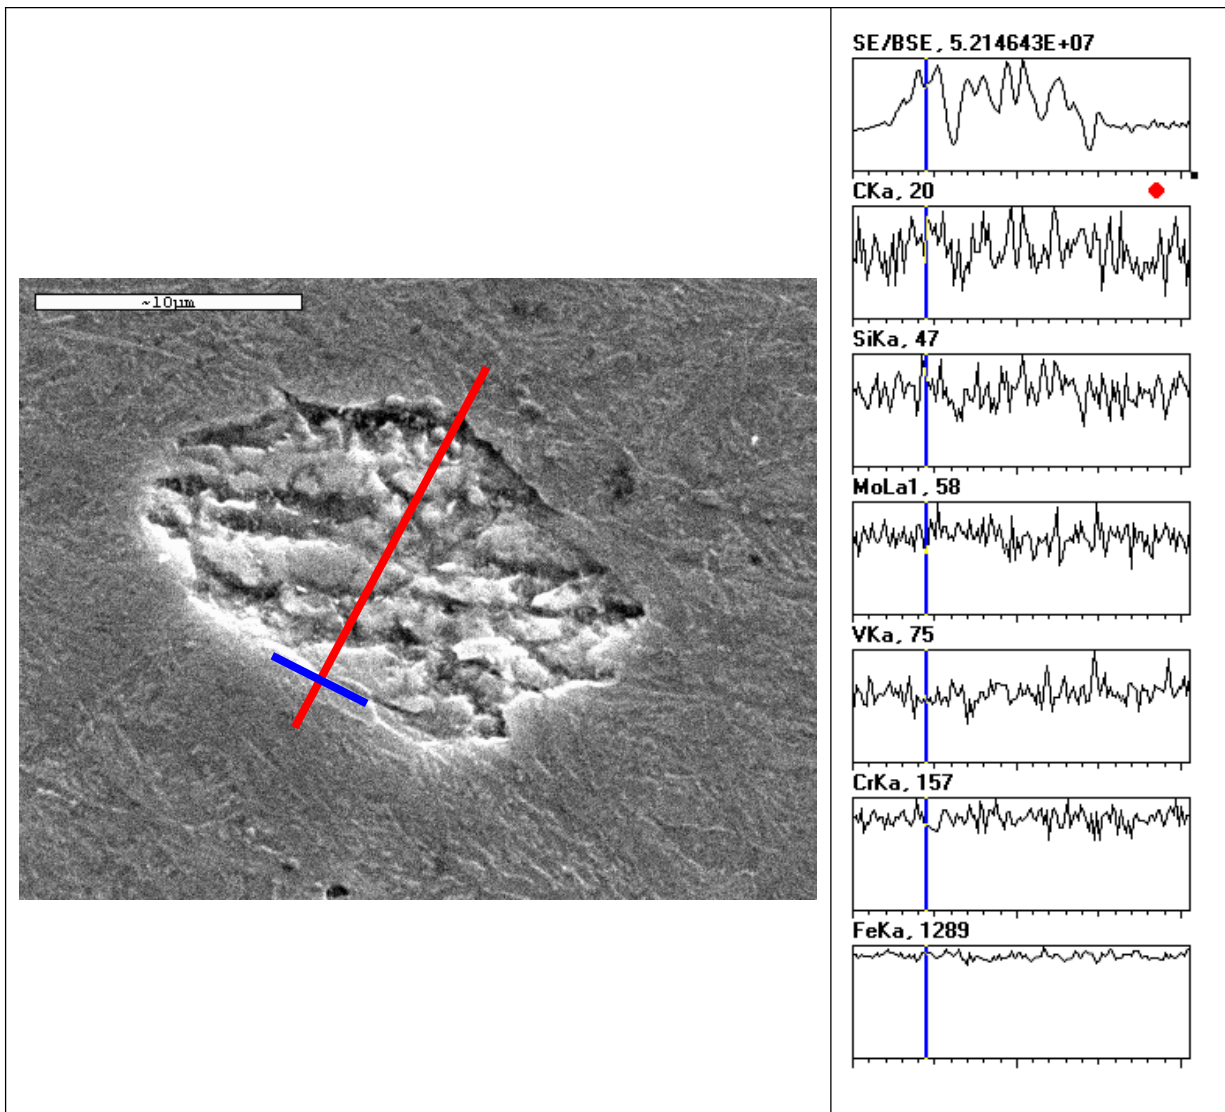 ~10μm
SE/BSE, 5.214643E+07
CKa, 20
SiKa, 47
MoLa1, 58
VKa, 75
CrKa, 157
FeKa, 1289